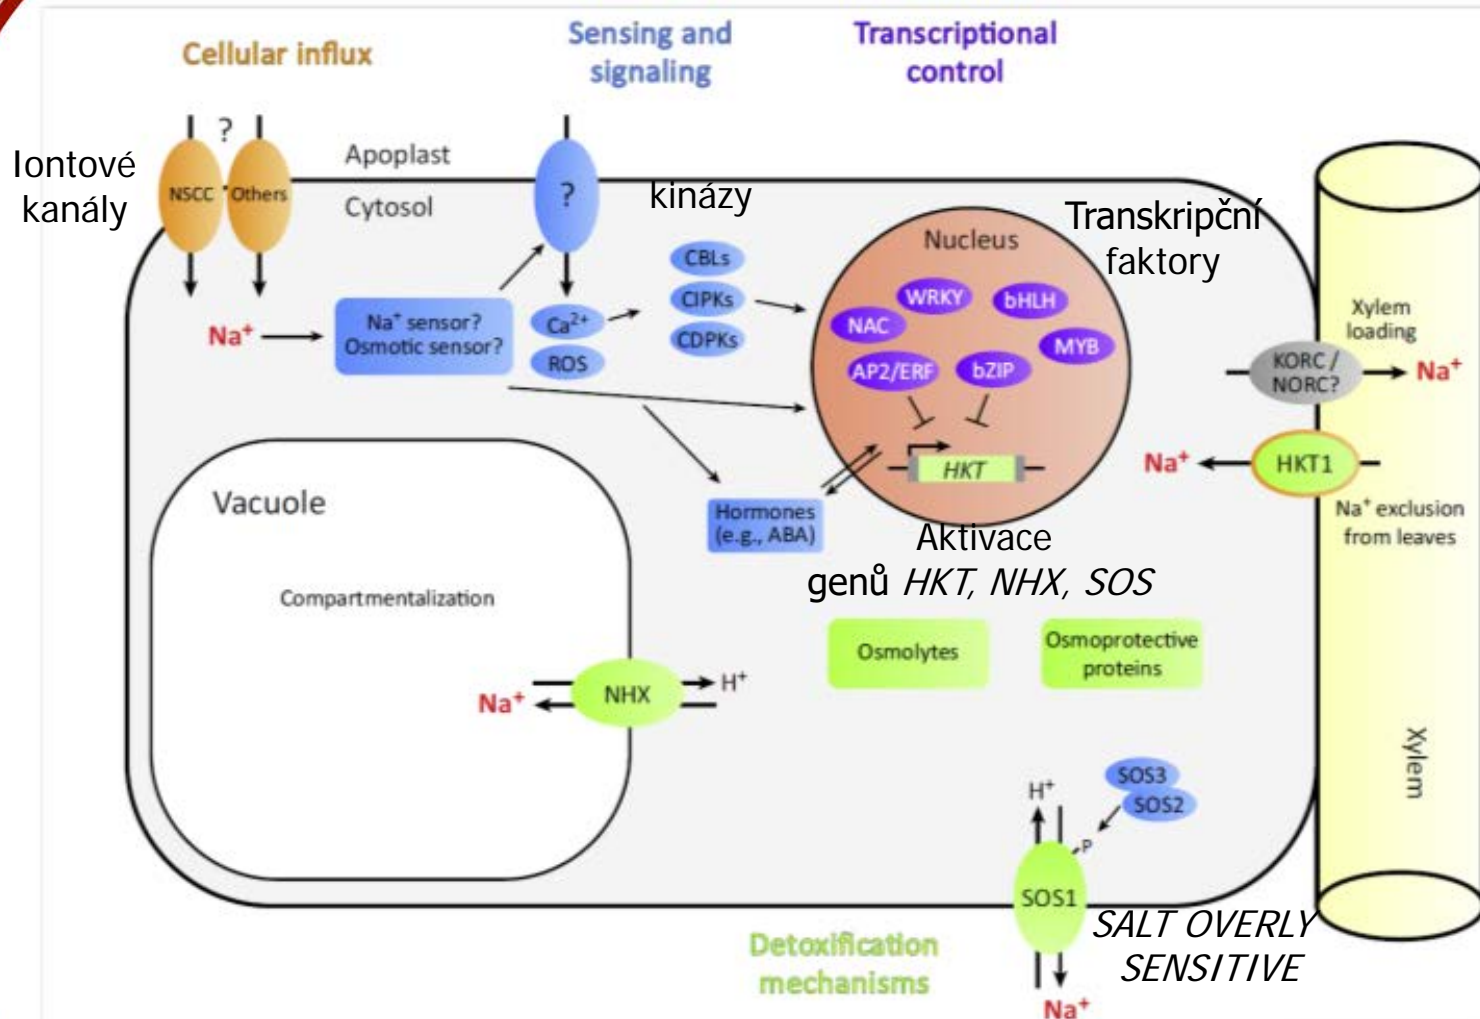 Cellular influx
Sensing and
signaling
Transcriptional
control
Iontové
kanály
?
NSCC
Others
Apoplast
Cytosol
?
kinázy
Transkripční
faktory
Na⁺
Na⁺ sensor?
Osmotic sensor?
Ca²⁺
ROS
CBLs
CIPKs
CDPKs
Nucleus
WRKY
bHLH
NAC
MYB
AP2/ERF
bZIP
HKT
Hormones
(e.g., ABA)
Aktivace
genů HKT, NHX, SOS
Xylem
loading
KORC /
NORC?
Na⁺
Na⁺
HKT1
Na⁺ exclusion
from leaves
Vacuole
Compartmentalization
Na⁺
NHX
H⁺
Osmolytes
Osmoprotective
proteins
Xylem
SOS3
SOS2
H⁺
P
SOS1
SALT OVERLY
SENSITIVE
Na⁺
Detoxification
mechanisms